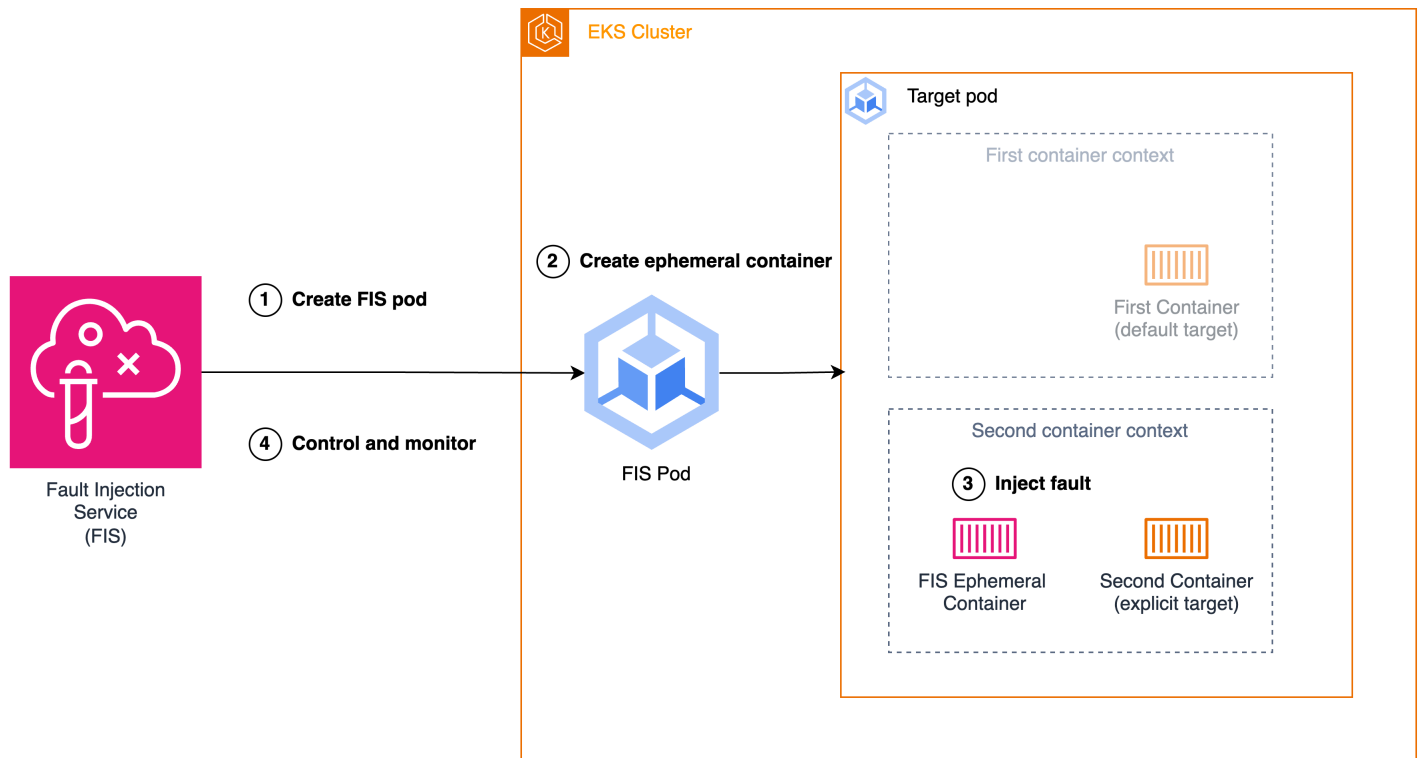 EKS Cluster
Target pod
First container context
First Container
(default target)
1 Create FIS pod
2 Create ephemeral container
4 Control and monitor
Fault Injection
Service
(FIS)
FIS Pod
Second container context
3 Inject fault
FIS Ephemeral
Container
Second Container
(explicit target)